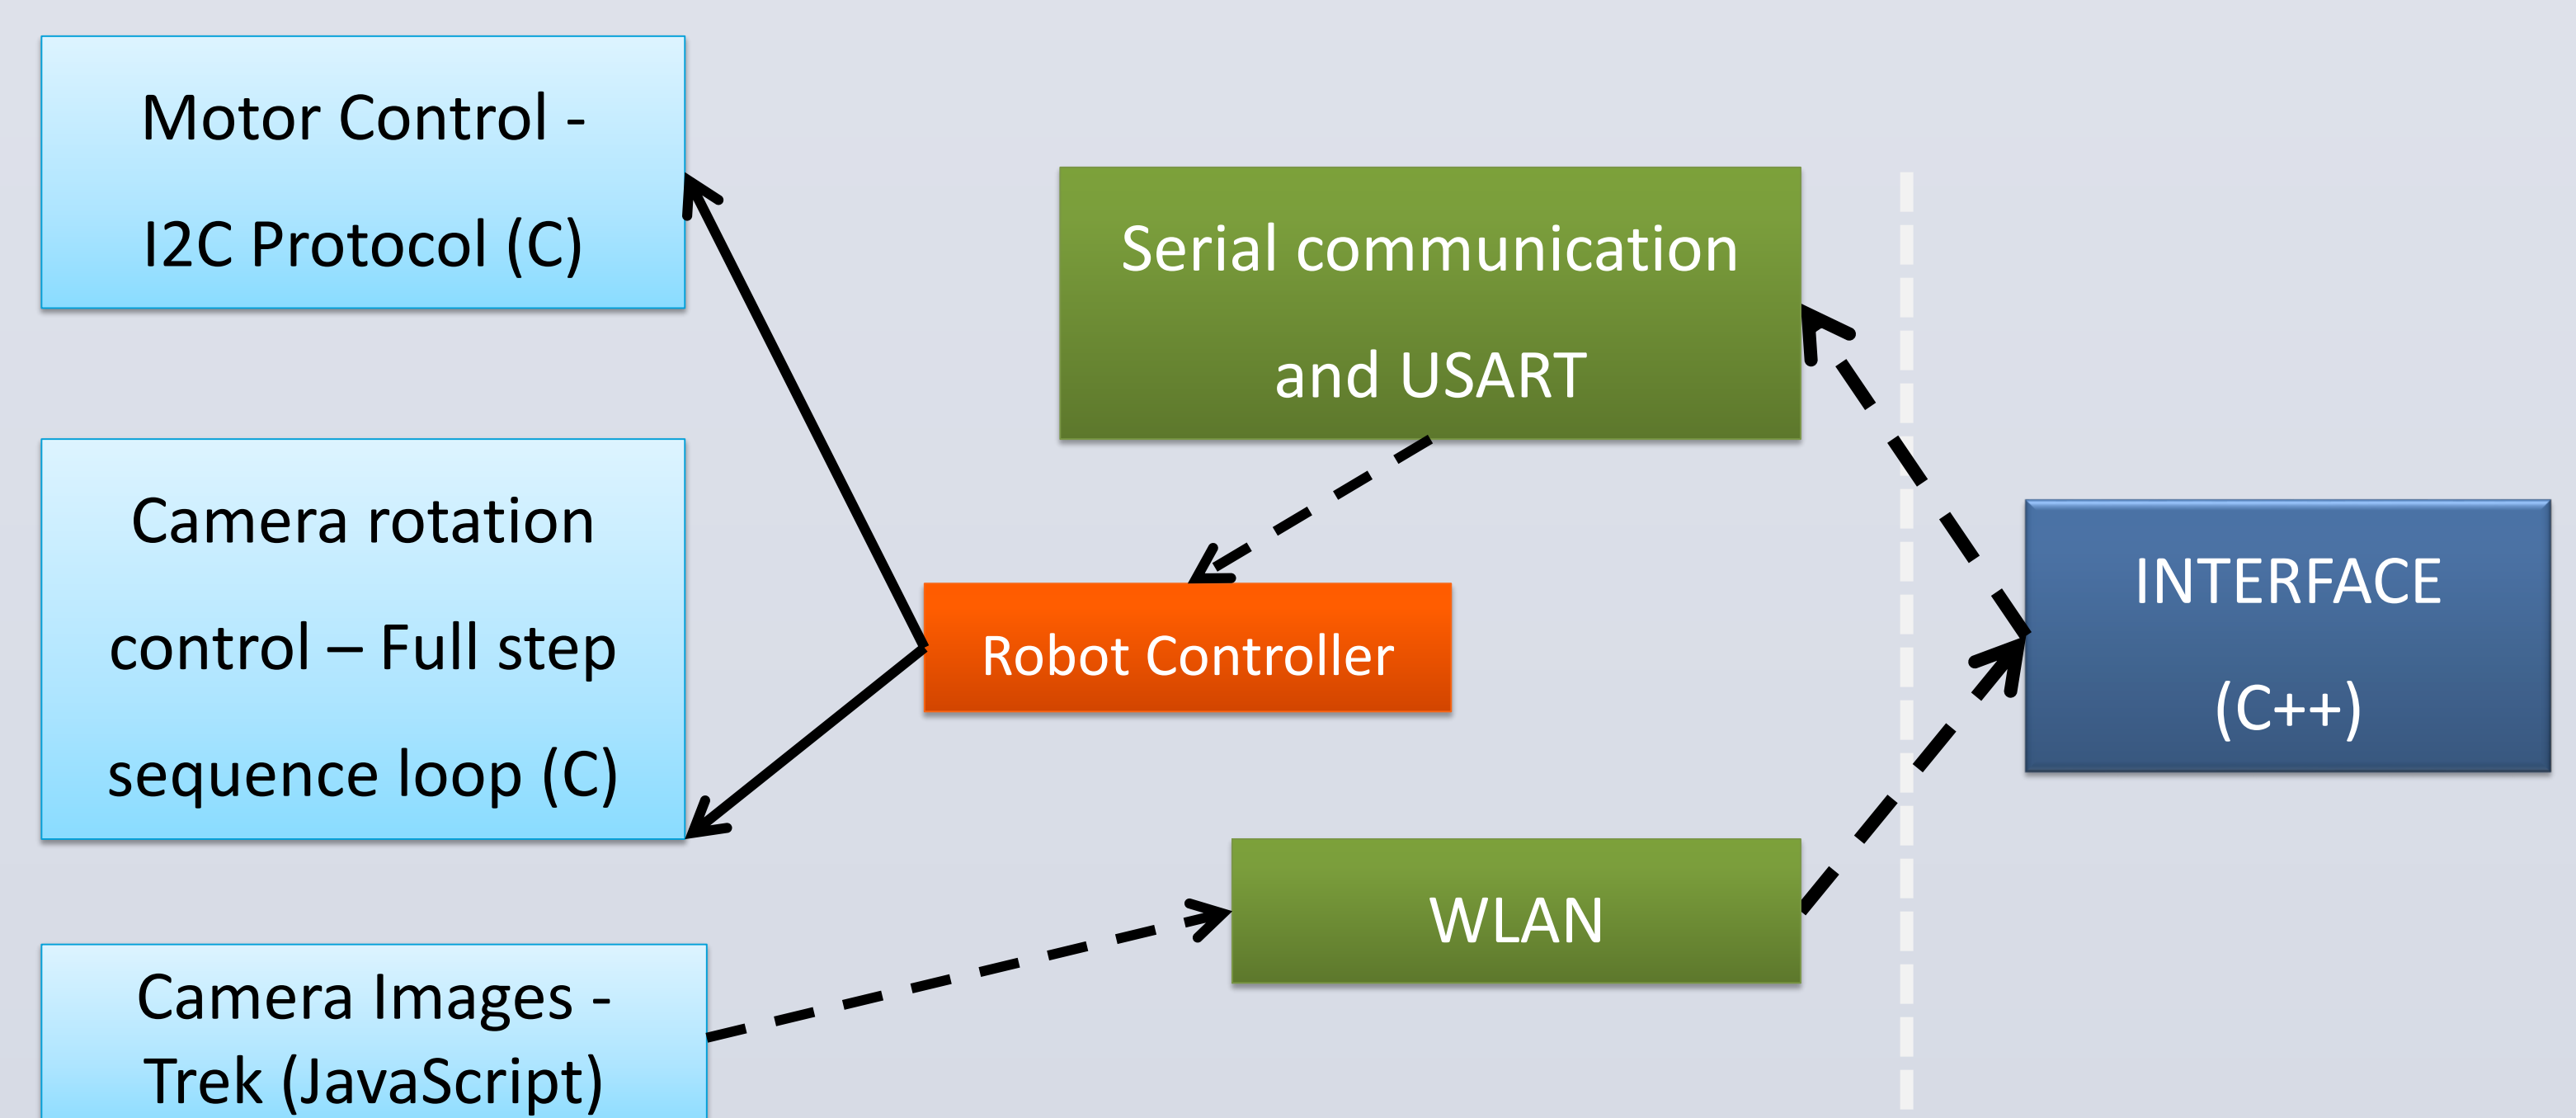 Motor Control -
I2C Protocol (C)
Serial communication
and USART
Camera rotation
control – Full step
sequence loop (C)
Robot Controller
INTERFACE
(C++)
WLAN
Camera Images -
Trek (JavaScript)